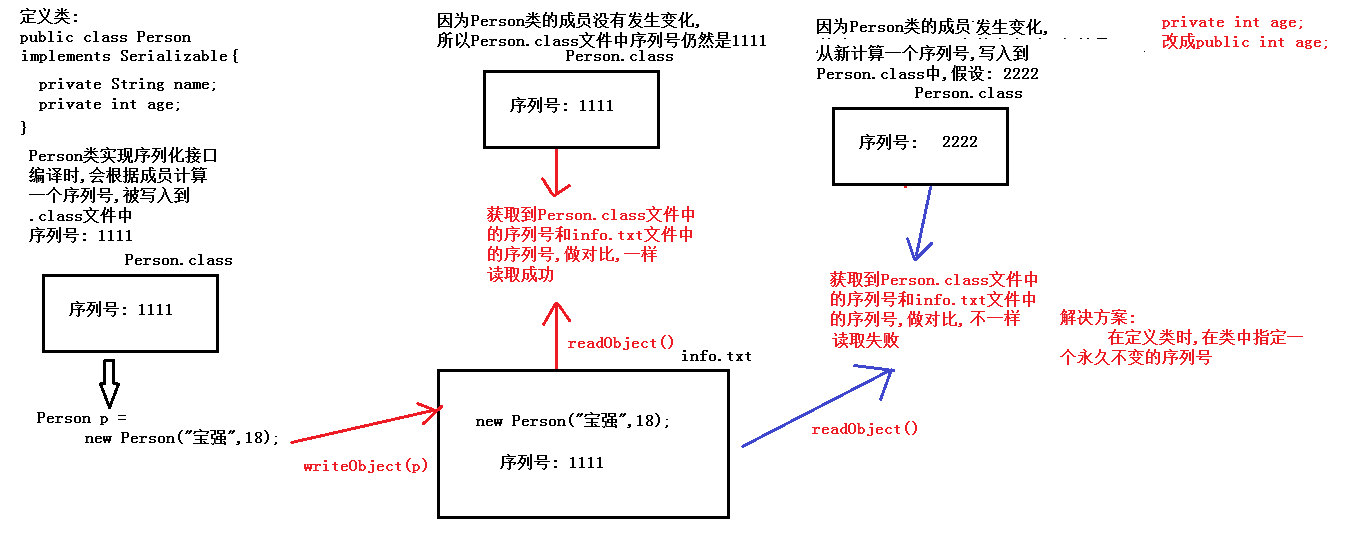 定义类:
public class Person
implements Serializable{
private String name;
private int age;
}
Person类实现序列化接口
编译时,会根据成员计算
一个序列号,被写入到
.class文件中
序列号: 1111
Person.class
序列号: 1111
Person p =
new Person("宝强",18);
writeObject(p)
因为Person类的成员没有发生变化,
所以Person.class文件中序列号仍然是1111
Person.class
序列号: 1111
获取到Person.class文件中
的序列号和info.txt文件中
的序列号,做对比,一样
读取成功
readObject()
info.txt
new Person("宝强",18);
序列号: 1111
因为Person类的成员 发生变化,
从新计算一个序列号,写入到
Person.class中,假设: 2222
Person.class
序列号: 2222
获取到Person.class文件中
的序列号和info.txt文件中
的序列号,做对比, 不一样
读取失败
readObject()
private int age;
改成public int age;
解决方案:
在定义类时,在类中指定一
个永久不变的序列号